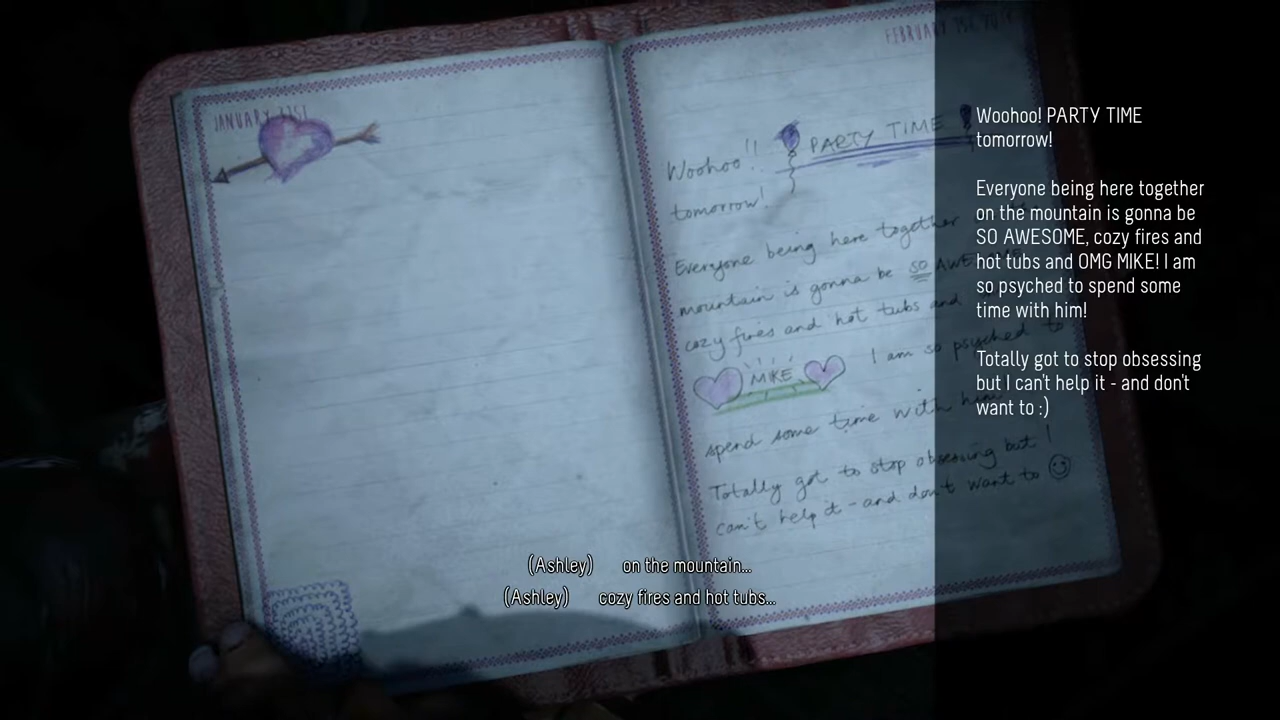 JANUARY 31ST
FEBRUARY 1ST
Woohoo!! PARTY TIME
tomorrow!
Everyone being here together
mountain is gonna be SO AWESOME
cozy fires and hot tubs and
MIKE I am so psyched to
spend some time with him!
Totally got to stop obsessing but I
can't help it - and don't want to ☺
Woohoo! PARTY TIME
tomorrow!
Everyone being here together
on the mountain is gonna be
SO AWESOME, cozy fires and
hot tubs and OMG MIKE! I am
so psyched to spend some
time with him!
Totally got to stop obsessing
but I can't help it - and don't
want to :)
(Ashley) on the mountain...
(Ashley) cozy fires and hot tubs...